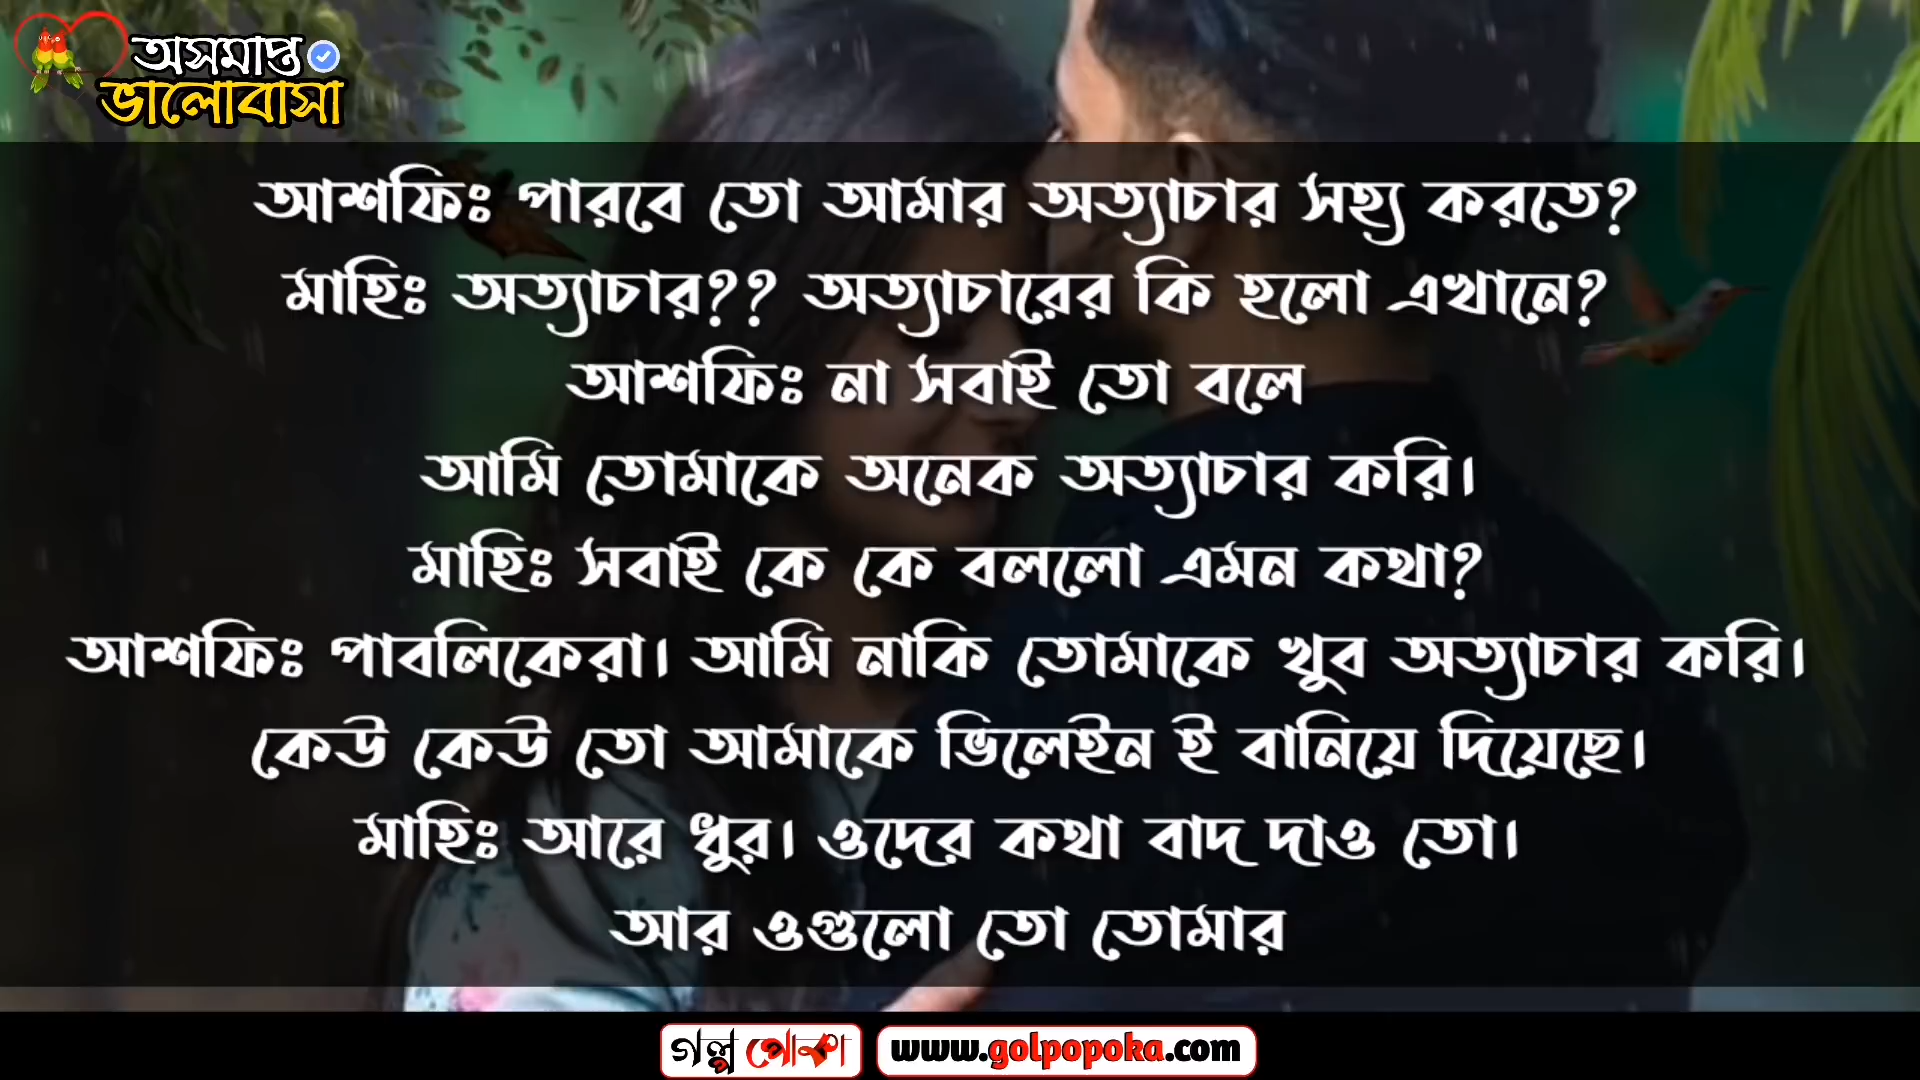 অসমাপ্ত
ভালোবাসা
আশফিঃ পারবে তো আমার অত্যাচার সহ্য করতে?
মাহিঃ অত্যাচার?? অত্যাচারের কি হলো এখানে?
আশফিঃ না সবাই তো বলে
আমি তোমাকে অনেক অত্যাচার করি।
মাহিঃ সবাই কে কে বললো এমন কথা?
আশফিঃ পাবলিকেরা। আমি নাকি তোমাকে খুব অত্যাচার করি।
কেউ কেউ তো আমাকে ভিলেইন ই বানিয়ে দিয়েছে।
মাহিঃ আরে ধুর। ওদের কথা বাদ দাও তো।
আর ওগুলো তো তোমার
গল্প পোকা www.golpopoka.com